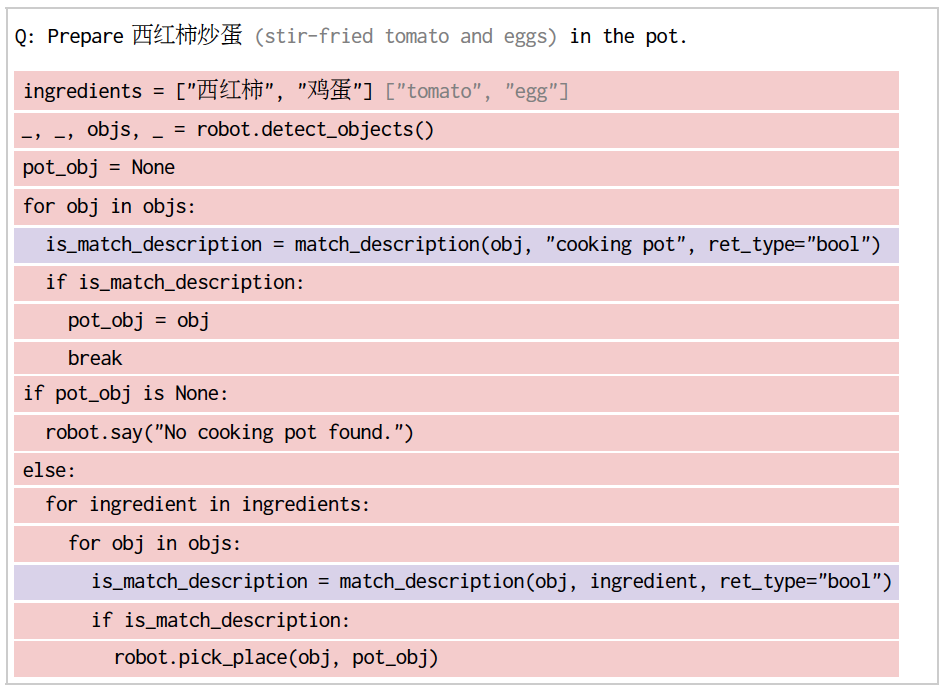 Q: Prepare 西红柿炒蛋 (stir-fried tomato and eggs) in the pot.
ingredients = ["西红柿", "鸡蛋"] ["tomato", "egg"]
_, _, objs, _ = robot.detect_objects()
pot_obj = None
for obj in objs:
  is_match_description = match_description(obj, "cooking pot", ret_type="bool")
  if is_match_description:
    pot_obj = obj
    break
if pot_obj is None:
  robot.say("No cooking pot found.")
else:
  for ingredient in ingredients:
    for obj in objs:
      is_match_description = match_description(obj, ingredient, ret_type="bool")
      if is_match_description:
        robot.pick_place(obj, pot_obj)